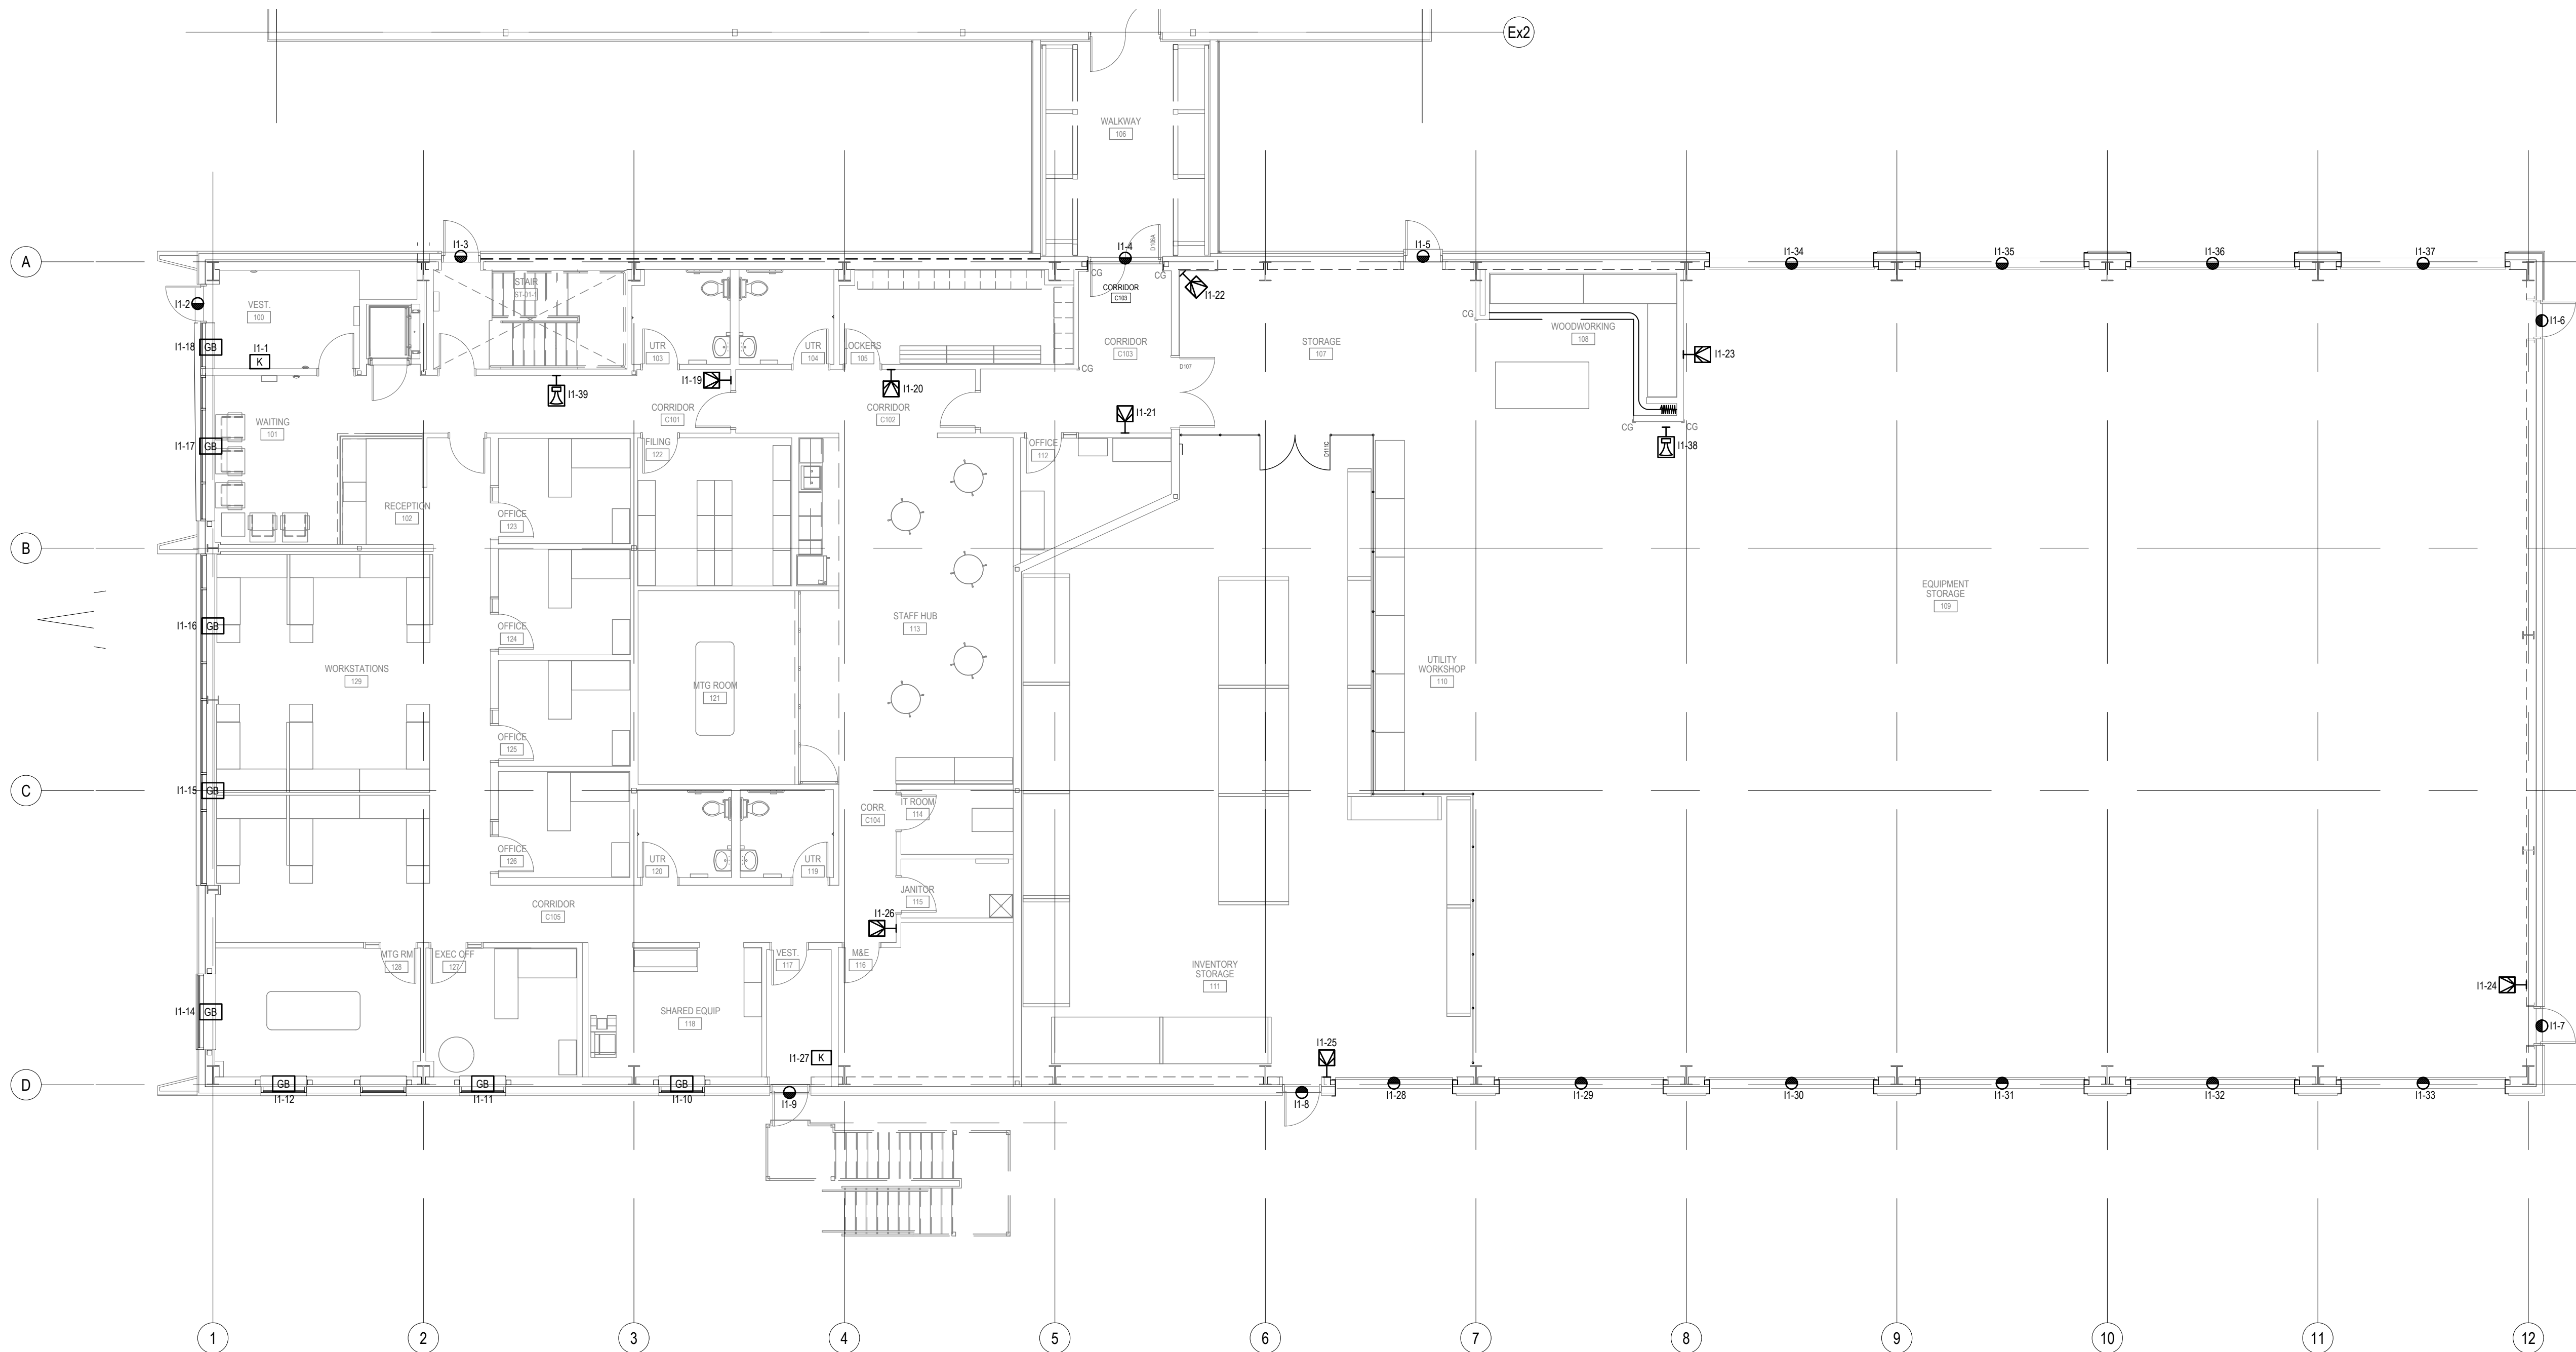 Ex2
WALKWAY
106
I1-3
I1-4
D106A
I1-5
I1-34
I1-35
I1-36
I1-37
A
CG
CG
STAIR
ST-01-1
CORRIDOR
C103
I1-22
I1-2
VEST.
100
CG
I1-6
WOODWORKING
108
I1-18
GB
I1-1
K
UTR
103
UTR
104
LOCKERS
105
CORRIDOR
C103
STORAGE
107
I1-23
CG
D107
I1-19
I1-20
I1-39
CORRIDOR
C101
CORRIDOR
C102
I1-21
WAITING
101
CG
CG
I1-17
GB
FILING
122
OFFICE
112
D111C
I1-38
RECEPTION
102
OFFICE
123
B
EQUIPMENT
STORAGE
109
I1-16
GB
OFFICE
124
STAFF HUB
113
WORKSTATIONS
129
UTILITY
WORKSHOP
110
MTG ROOM
121
OFFICE
125
C
I1-15
GB
IT ROOM
114
CORR.
C104
OFFICE
126
UTR
120
UTR
119
JANITOR
115
CORRIDOR
C105
I1-26
MTG RM
128
EXEC OFF
127
VEST.
117
M&E
116
INVENTORY
STORAGE
111
I1-24
I1-14
GB
SHARED EQUIP
118
I1-7
I1-25
I1-27
K
D
GB
GB
GB
I1-12
I1-11
I1-10
I1-9
I1-8
I1-28
I1-29
I1-30
I1-31
I1-32
I1-33
1
2
3
4
5
6
7
8
9
10
11
12